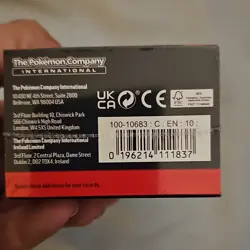 The Pokémon Company
INTERNATIONAL
The Pokémon Company International
10400 NE 4th Street, Suite 2800
Bellevue, WA 98004 USA
3rd Floor Building 10, Chiswick Park
566 Chiswick High Road
London, W4 5XS United Kingdom
The Pokémon Company International
Ireland Limited
3rd Floor 2 Central Plaza, Dame Street
Dublin 2, D02 T0X4, Ireland
UK
CA
CE
FSC
MIX
100-10683 : C : EN : 10 :
0 196214 111837